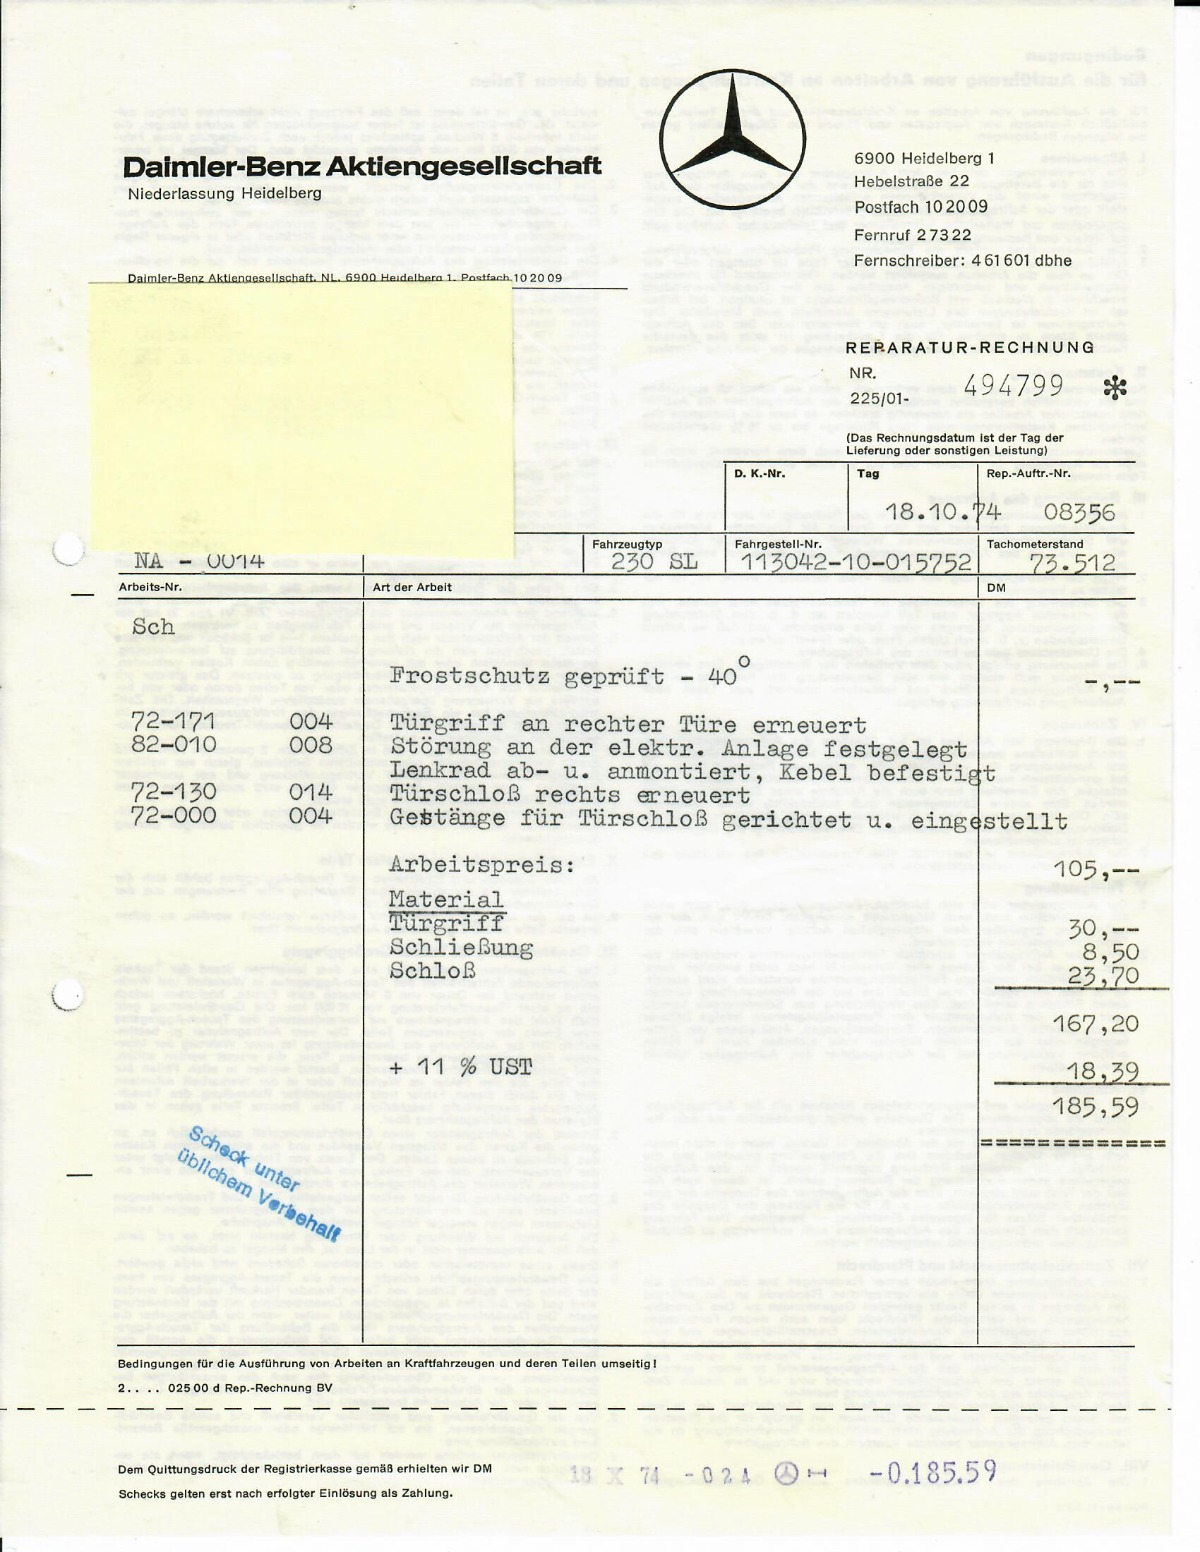 Daimler-Benz Aktiengesellschaft
Niederlassung Heidelberg
6900 Heidelberg 1
Hebelstraße 22
Postfach 10 20 09
Fernruf 2 73 22
Fernschreiber: 4 61 601 dbhe
Daimler-Benz Aktiengesellschaft, NL, 6900 Heidelberg 1, Postfach 10 20 09
REPARATUR-RECHNUNG
NR.
225/01- 494799 *
(Das Rechnungsdatum ist der Tag der
Lieferung oder sonstigen Leistung)
D. K.-Nr. Tag Rep.-Auftr.-Nr.
18.10.74 08356
Fahrzeugtyp Fahrgestell-Nr. Tachometerstand
NA - 0014 230 SL 113042-10-015752 73.512
Arbeits-Nr. Art der Arbeit DM
Sch
Frostschutz geprüft - 40° -,--
72-171 004 Türgriff an rechter Türe erneuert
82-010 008 Störung an der elektr. Anlage festgelegt
Lenkrad ab- u. anmontiert, Kebel befestigt
72-130 014 Türschloß rechts erneuert
72-000 004 Gestänge für Türschloß gerichtet u. eingestellt
Arbeitspreis: 105,--
Material
Türgriff 30,--
Schließung 8,50
Schloß 23,70
167,20
+ 11 % UST 18,39
185,59
=============
Scheck unter
üblichem Vorbehalt
Bedingungen für die Ausführung von Arbeiten an Kraftfahrzeugen und deren Teilen umseitig!
2. . . . 025 00 d Rep.-Rechnung BV
Dem Quittungsdruck der Registrierkasse gemäß erhielten wir DM 18 X 74 -024 -0.185.59
Schecks gelten erst nach erfolgter Einlösung als Zahlung.